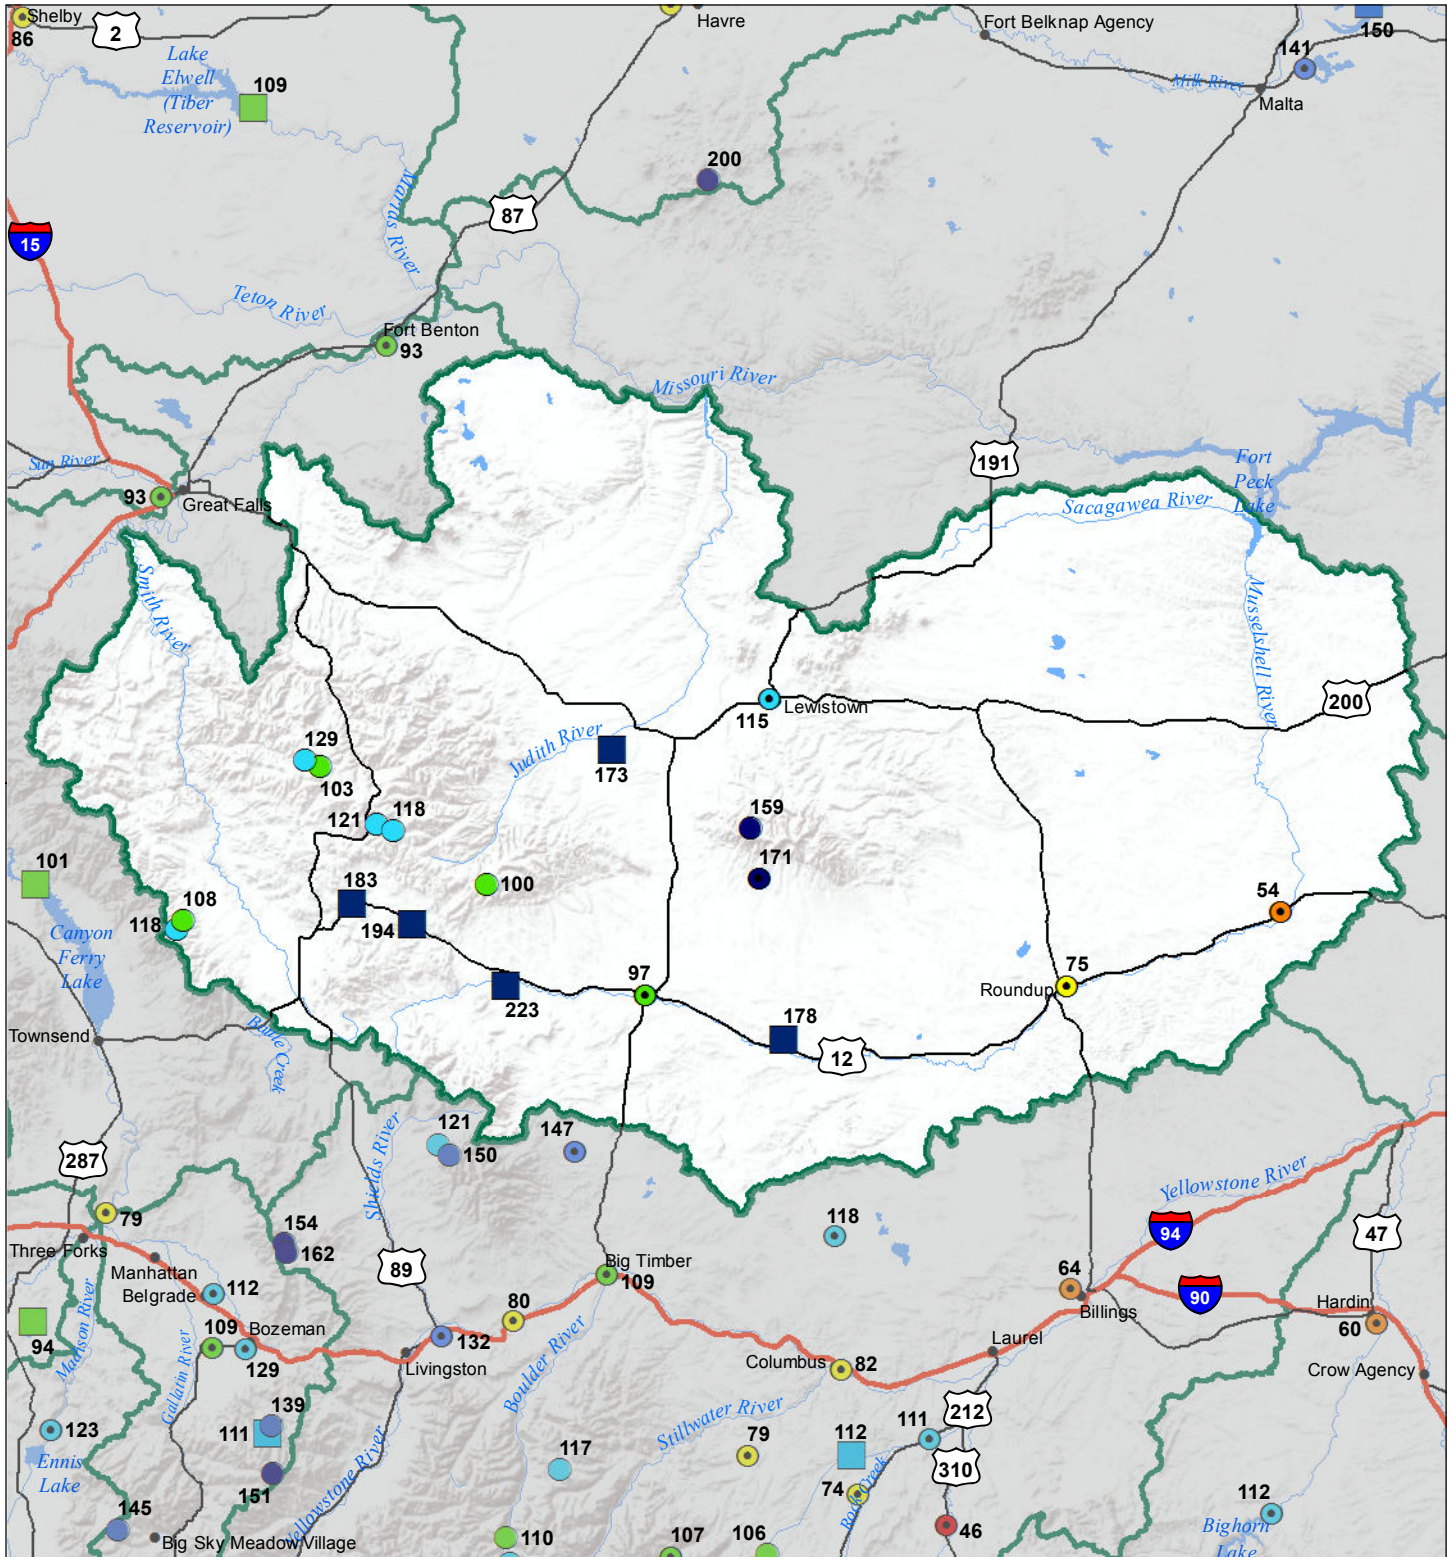 Shelby
86
2
Havre
Fort Belknap Agency
150
141
Milk River
Malta
Lake
Elwell
(Tiber
Reservoir)
109
200
Marias River
87
15
Teton River
Fort Benton
93
Missouri River
191
Sun River
93
Great Falls
Fort
Peck
Lake
Sacagawea River
Smith River
Musselshell River
200
115
Lewistown
Judith River
129
103
173
121
118
159
171
101
183
100
108
118
194
54
Canyon
Ferry
Lake
97
75
Roundup
223
178
12
Townsend
Battle Creek
121
150
147
287
Shields River
Yellowstone River
79
154
162
118
94
47
Three Forks
Manhattan
Belgrade
112
89
Big Timber
109
64
Billings
90
Hardin
60
80
94
Madison River
Gallatin River
109
Bozeman
129
132
Livingston
Boulder River
Columbus
82
Laurel
Crow Agency
123
Ennis
Lake
139
111
151
Yellowstone River
117
Stillwater River
79
112
111
212
310
74
Rock Creek
46
112
Bighorn
Lake
145
Big Sky Meadow Village
110
107
106